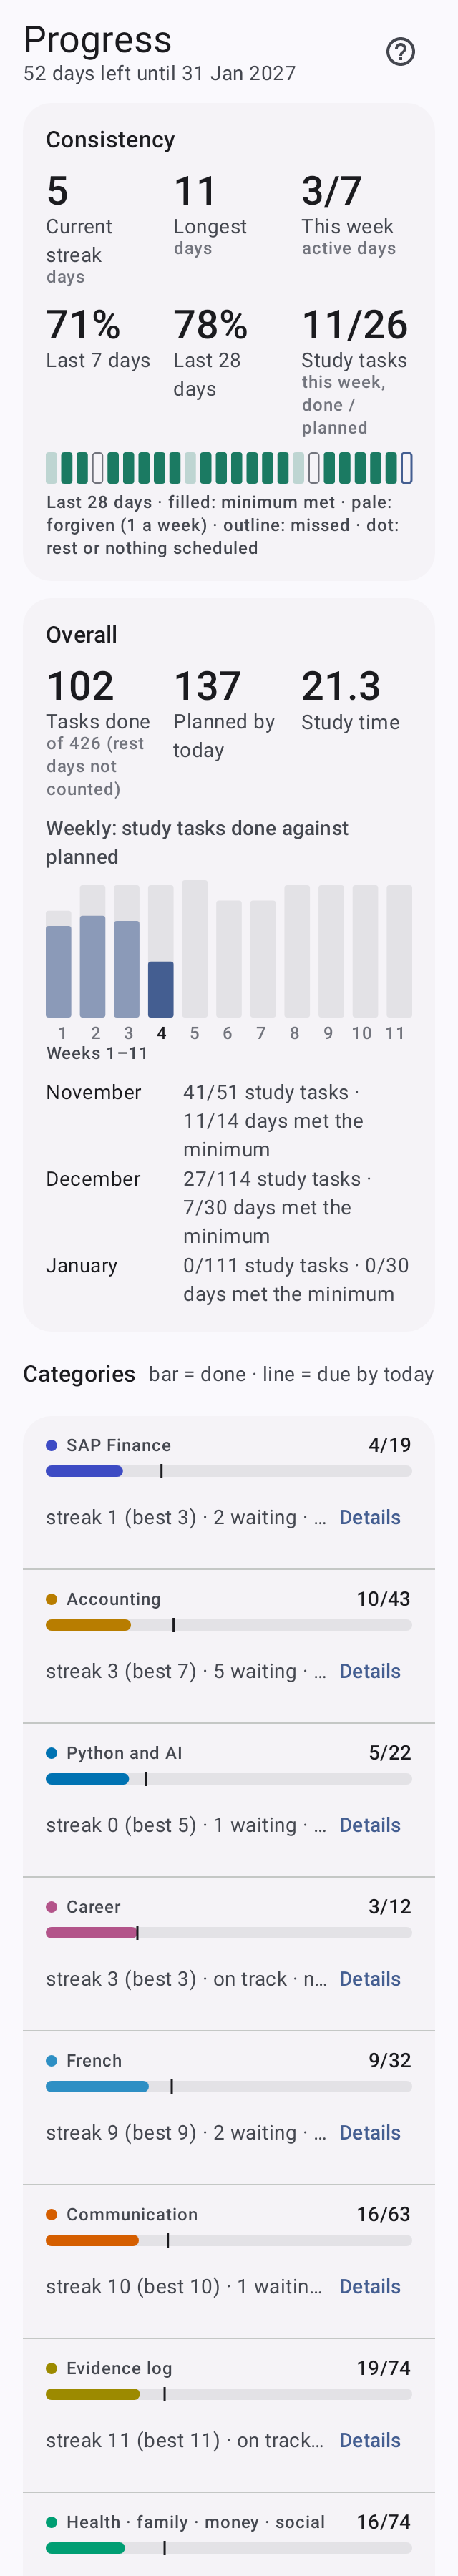 Progress
52 days left until 31 Jan 2027
Consistency
5
Current
streak
days
11
Longest
days
3/7
This week
active days
71%
Last 7 days
78%
Last 28
days
11/26
Study tasks
this week,
done /
planned
Last 28 days · filled: minimum met · pale:
forgiven (1 a week) · outline: missed · dot:
rest or nothing scheduled
Overall
102
Tasks done
of 426 (rest
days not
counted)
137
Planned by
today
21.3
Study time
Weekly: study tasks done against
planned
1 2 3 4 5 6 7 8 9 10 11
Weeks 1–11
November
41/51 study tasks ·
11/14 days met the
minimum
December
27/114 study tasks ·
7/30 days met the
minimum
January
0/111 study tasks · 0/30
days met the minimum
Categories bar = done · line = due by today
SAP Finance 4/19
streak 1 (best 3) · 2 waiting · … Details
Accounting 10/43
streak 3 (best 7) · 5 waiting · … Details
Python and AI 5/22
streak 0 (best 5) · 1 waiting · … Details
Career 3/12
streak 3 (best 3) · on track · n… Details
French 9/32
streak 9 (best 9) · 2 waiting · … Details
Communication 16/63
streak 10 (best 10) · 1 waitin… Details
Evidence log 19/74
streak 11 (best 11) · on track… Details
Health · family · money · social 16/74